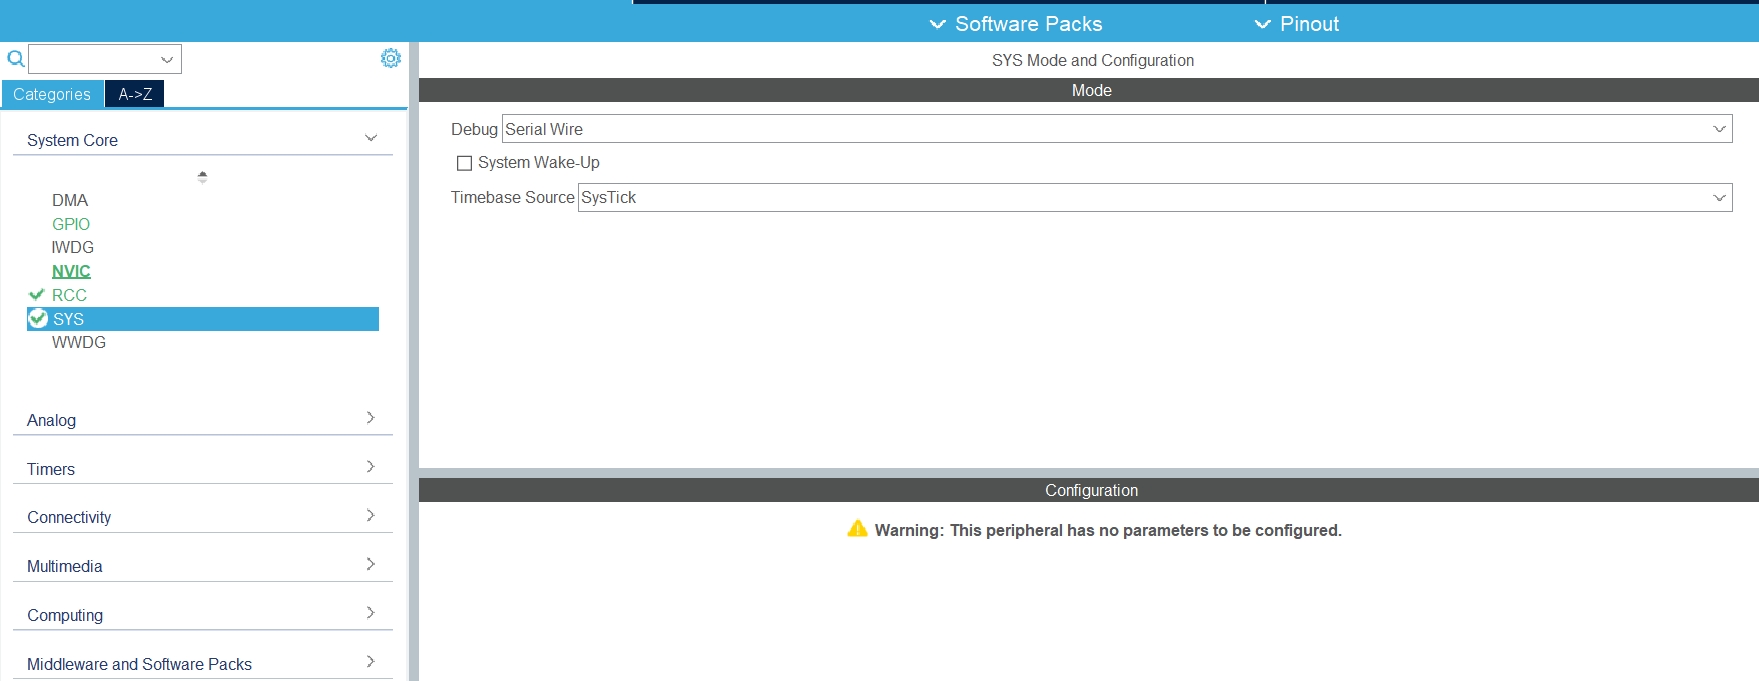 Software Packs
Pinout
SYS Mode and Configuration
Categories
A->Z
Mode
Debug Serial Wire
System Wake-Up
Timebase Source SysTick
System Core
DMA
GPIO
IWDG
NVIC
RCC
SYS
WWDG
Analog
Timers
Connectivity
Multimedia
Computing
Middleware and Software Packs
Configuration
Warning: This peripheral has no parameters to be configured.